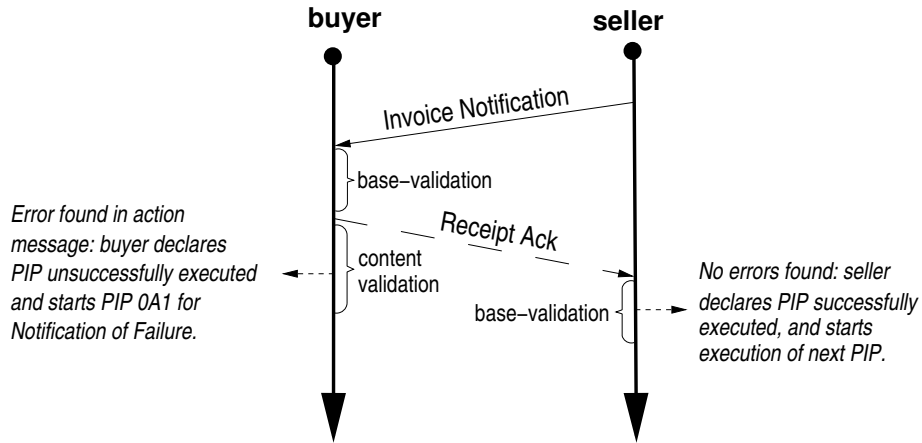 buyer
seller
Invoice Notification
base–validation
Error found in action
message: buyer declares
PIP unsuccessfully executed
and starts PIP 0A1 for
Notification of Failure.
Receipt Ack
content
validation
base–validation
No errors found: seller
declares PIP successfully
executed, and starts
execution of next PIP.